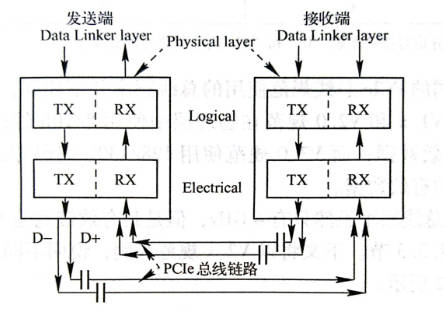 发送端
Data Linker layer
Physical layer
接收端
Data Linker layer
TX
RX
Logical
TX
RX
TX
RX
Electrical
TX
RX
D−
D+
PCIe 总线链路